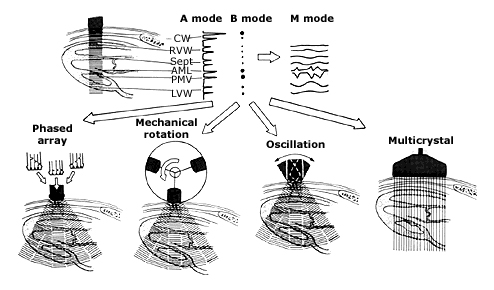 A mode B mode M mode
CW
RVW
Sept
AML
PMV
LVW
Phased
array
Mechanical
rotation
Oscillation
Multicrystal